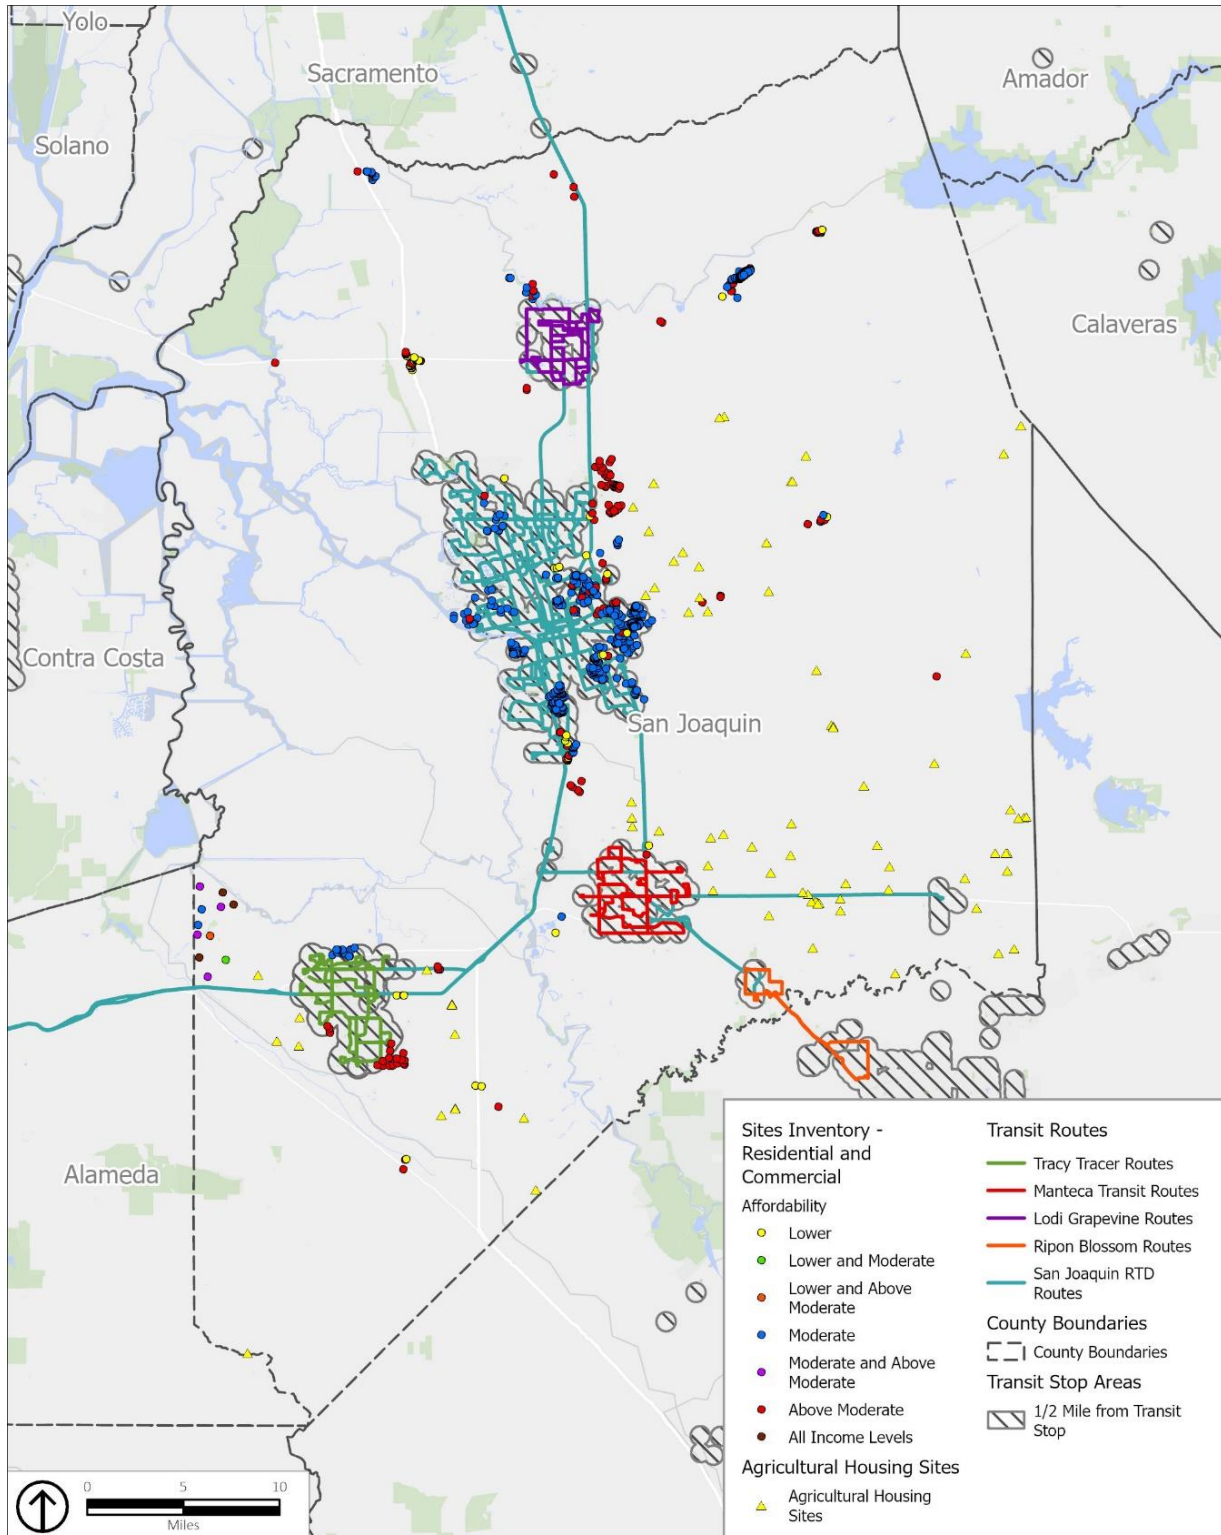 Yolo
Sacramento
Amador
Solano
Calaveras
Contra Costa
San Joaquin
Alameda
0 5 10
Miles
Sites Inventory -
Residential and
Commercial
Affordability
Lower
Lower and Moderate
Lower and Above
Moderate
Moderate
Moderate and Above
Moderate
Above Moderate
All Income Levels
Agricultural Housing Sites
Agricultural Housing
Sites
Transit Routes
Tracy Tracer Routes
Manteca Transit Routes
Lodi Grapevine Routes
Ripon Blossom Routes
San Joaquin RTD
Routes
County Boundaries
County Boundaries
Transit Stop Areas
1/2 Mile from Transit
Stop